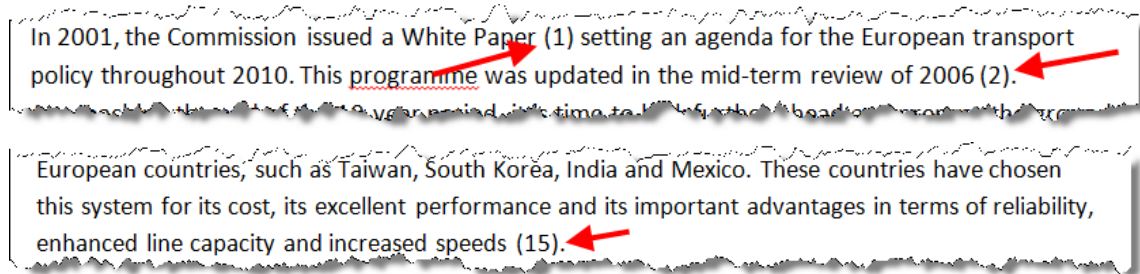 In 2001, the Commission issued a White Paper (1) setting an agenda for the European transport
policy throughout 2010. This programme was updated in the mid-term review of 2006 (2).
European countries, such as Taiwan, South Korea, India and Mexico. These countries have chosen
this system for its cost, its excellent performance and its important advantages in terms of reliability,
enhanced line capacity and increased speeds (15).